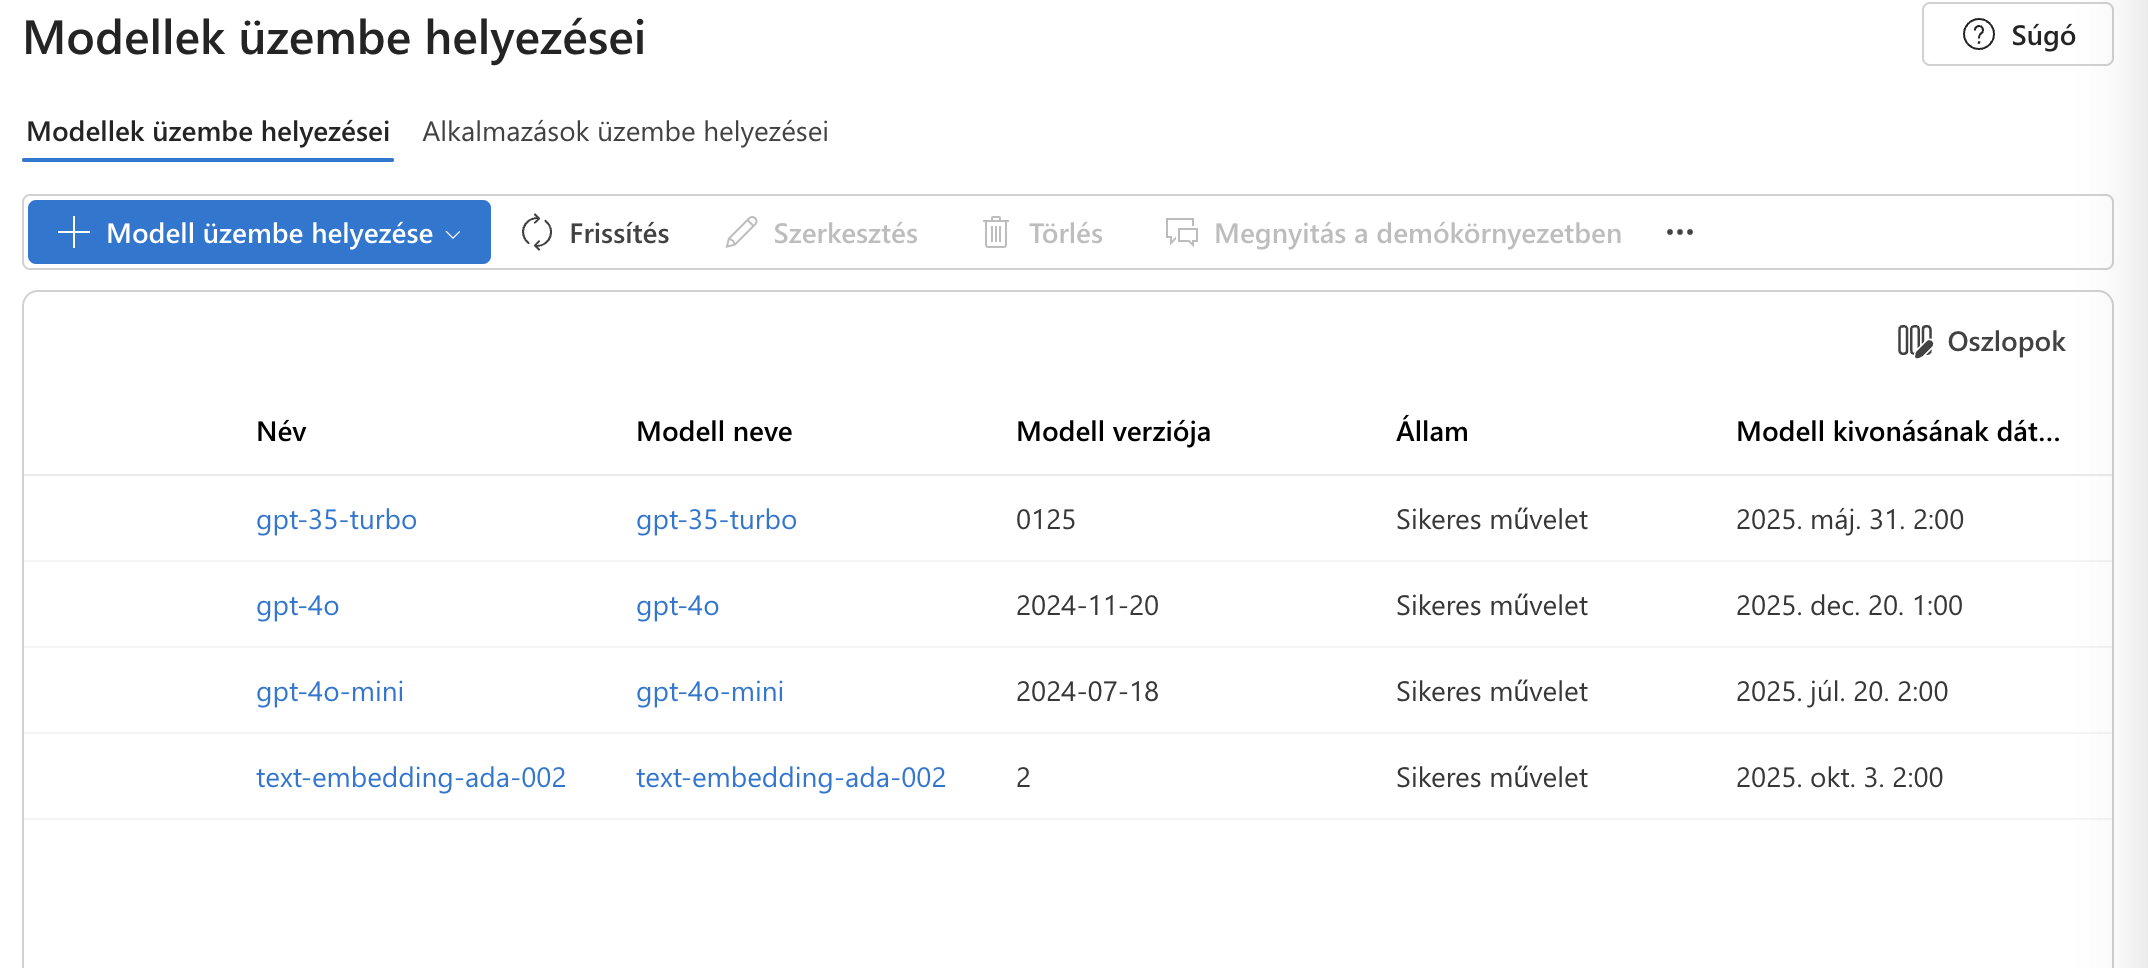 Modellek üzembe helyezései
Súgó
Modellek üzembe helyezései Alkalmazások üzembe helyezései
Modell üzembe helyezése Frissítés Szerkesztés Törlés Megnyitás a demókörnyezetben ...
Oszlopok
Név Modell neve Modell verziója Állam Modell kivonásának dát...
gpt-35-turbo gpt-35-turbo 0125 Sikeres művelet 2025. máj. 31. 2:00
gpt-4o gpt-4o 2024-11-20 Sikeres művelet 2025. dec. 20. 1:00
gpt-4o-mini gpt-4o-mini 2024-07-18 Sikeres művelet 2025. júl. 20. 2:00
text-embedding-ada-002 text-embedding-ada-002 2 Sikeres művelet 2025. okt. 3. 2:00